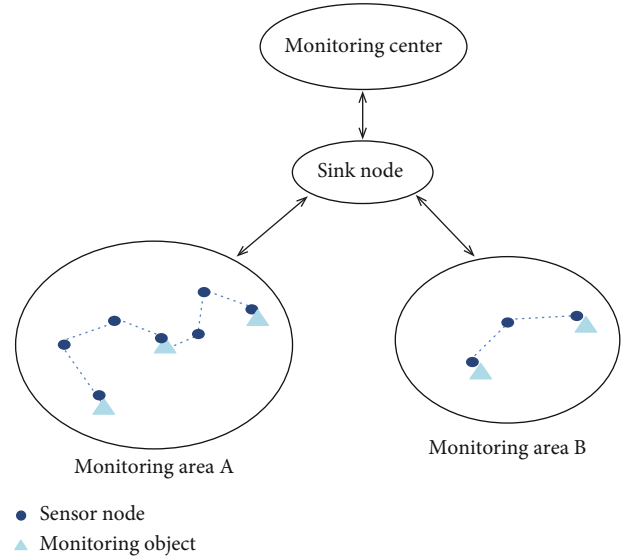 Monitoring center
Sink node
Monitoring area A
Monitoring area B
Sensor node
Monitoring object